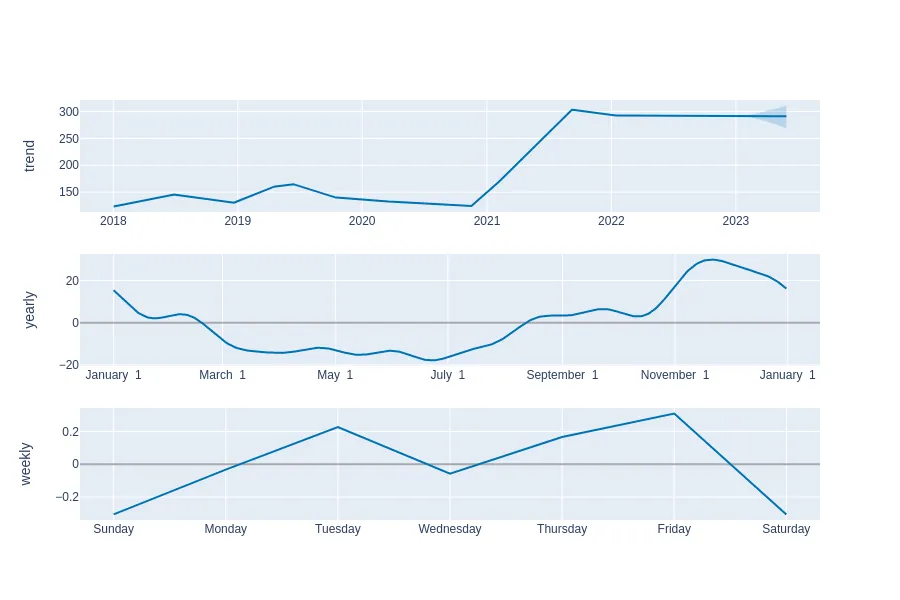 trend
300
250
200
150
2018 2019 2020 2021 2022 2023
yearly
20
0
−20
January 1 March 1 May 1 July 1 September 1 November 1 January 1
weekly
0.2
0
−0.2
Sunday Monday Tuesday Wednesday Thursday Friday Saturday